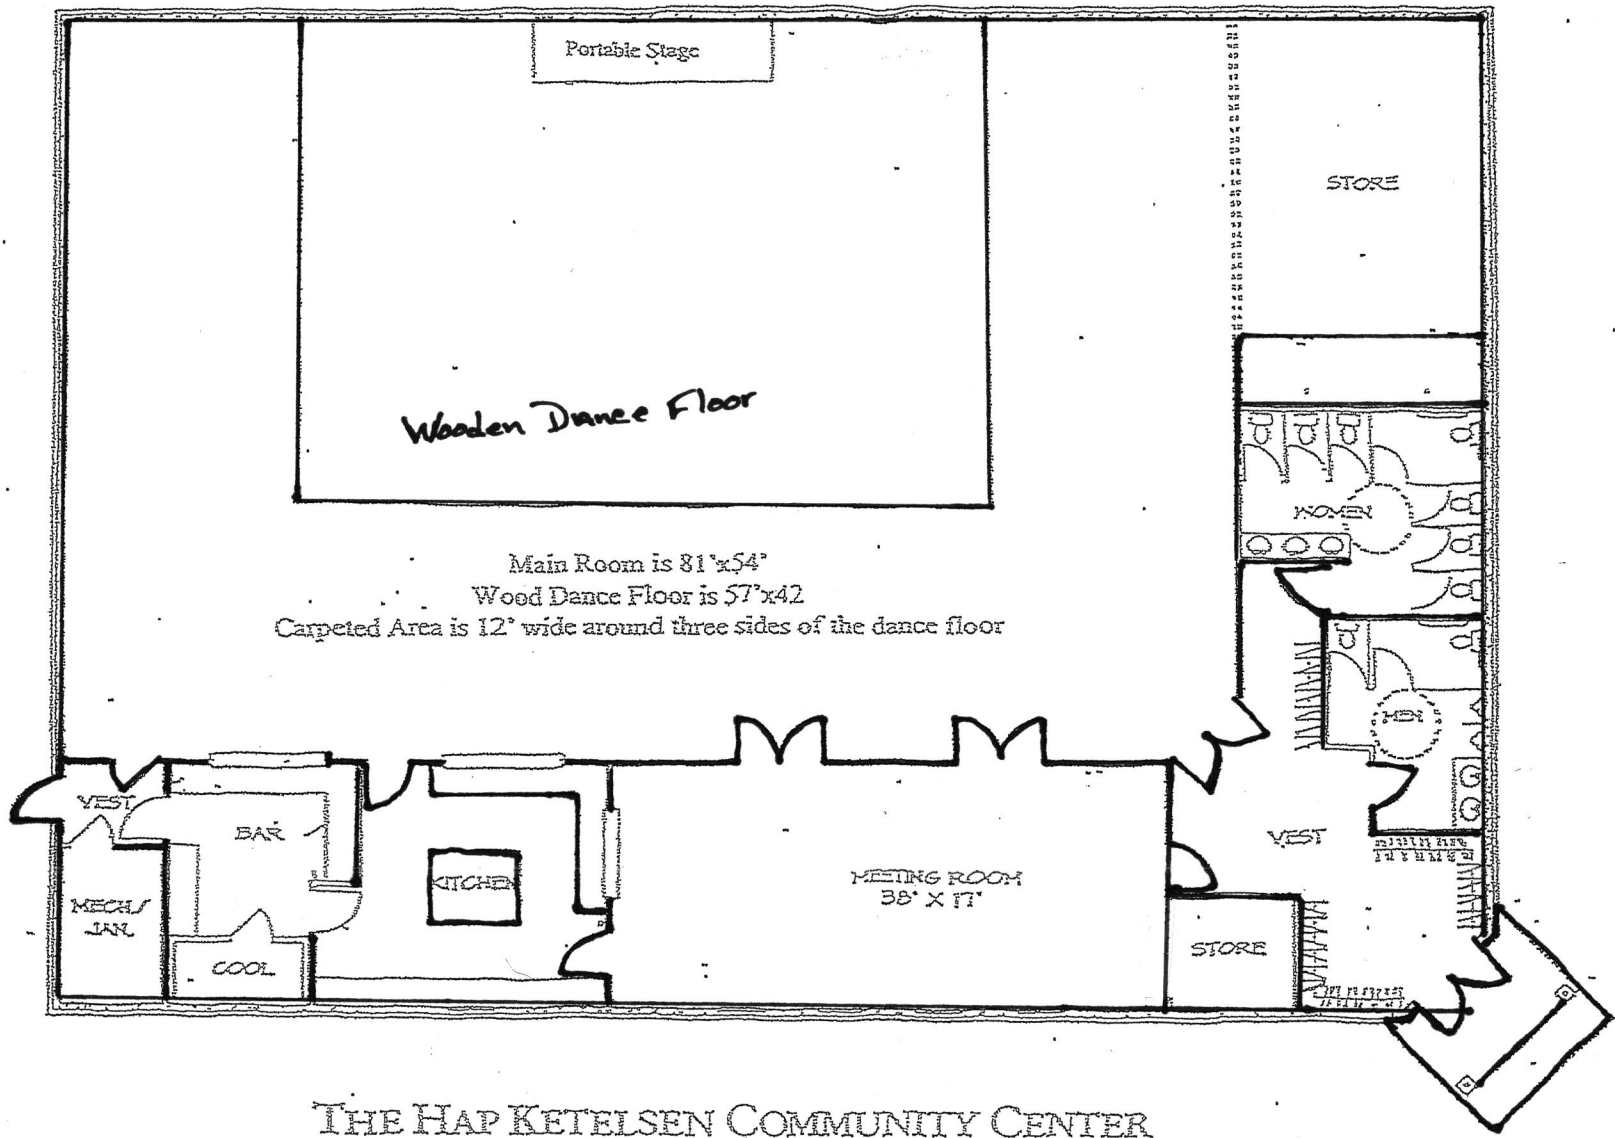 Portable Stage
STORE
Wooden Dance Floor
WOMEN
Main Room is 81'x54'
Wood Dance Floor is 57'x42
Carpeted Area is 12' wide around three sides of the dance floor
MEN
VEST
BAR
VEST
KITCHEN
MEETING ROOM
38' X 17'
MECH/
JAN.
STORE
COOL
THE HAP KETELSEN COMMUNITY CENTER